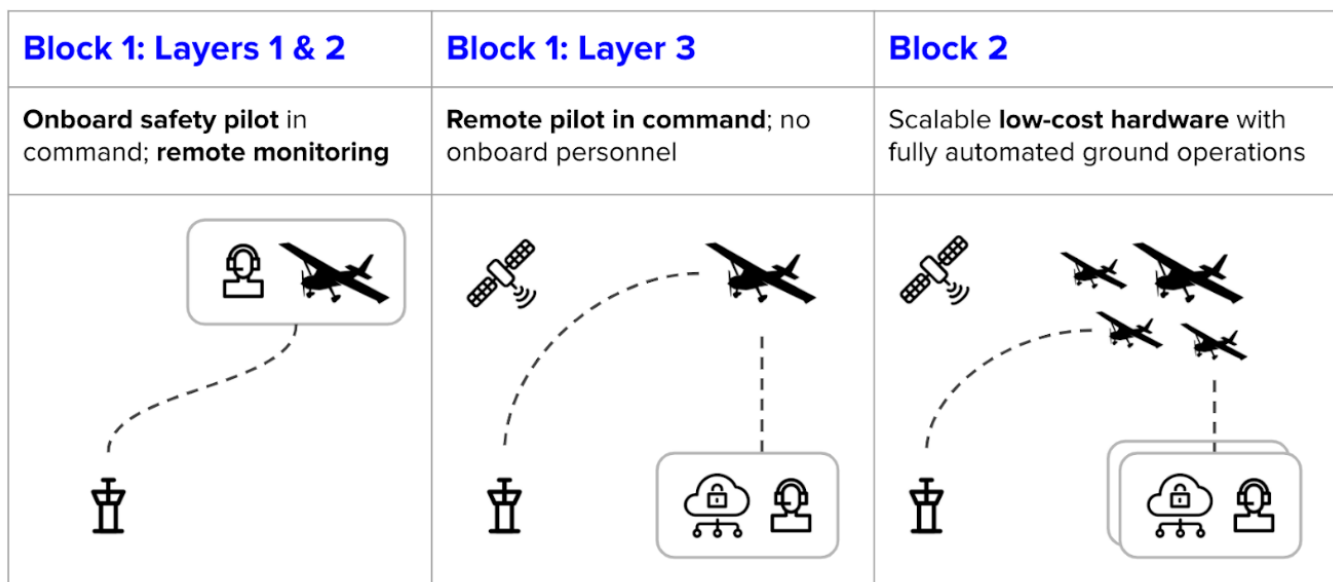 Block 1: Layers 1 & 2
Block 1: Layer 3
Block 2
Onboard safety pilot in
command; remote monitoring
Remote pilot in command; no
onboard personnel
Scalable low-cost hardware with
fully automated ground operations